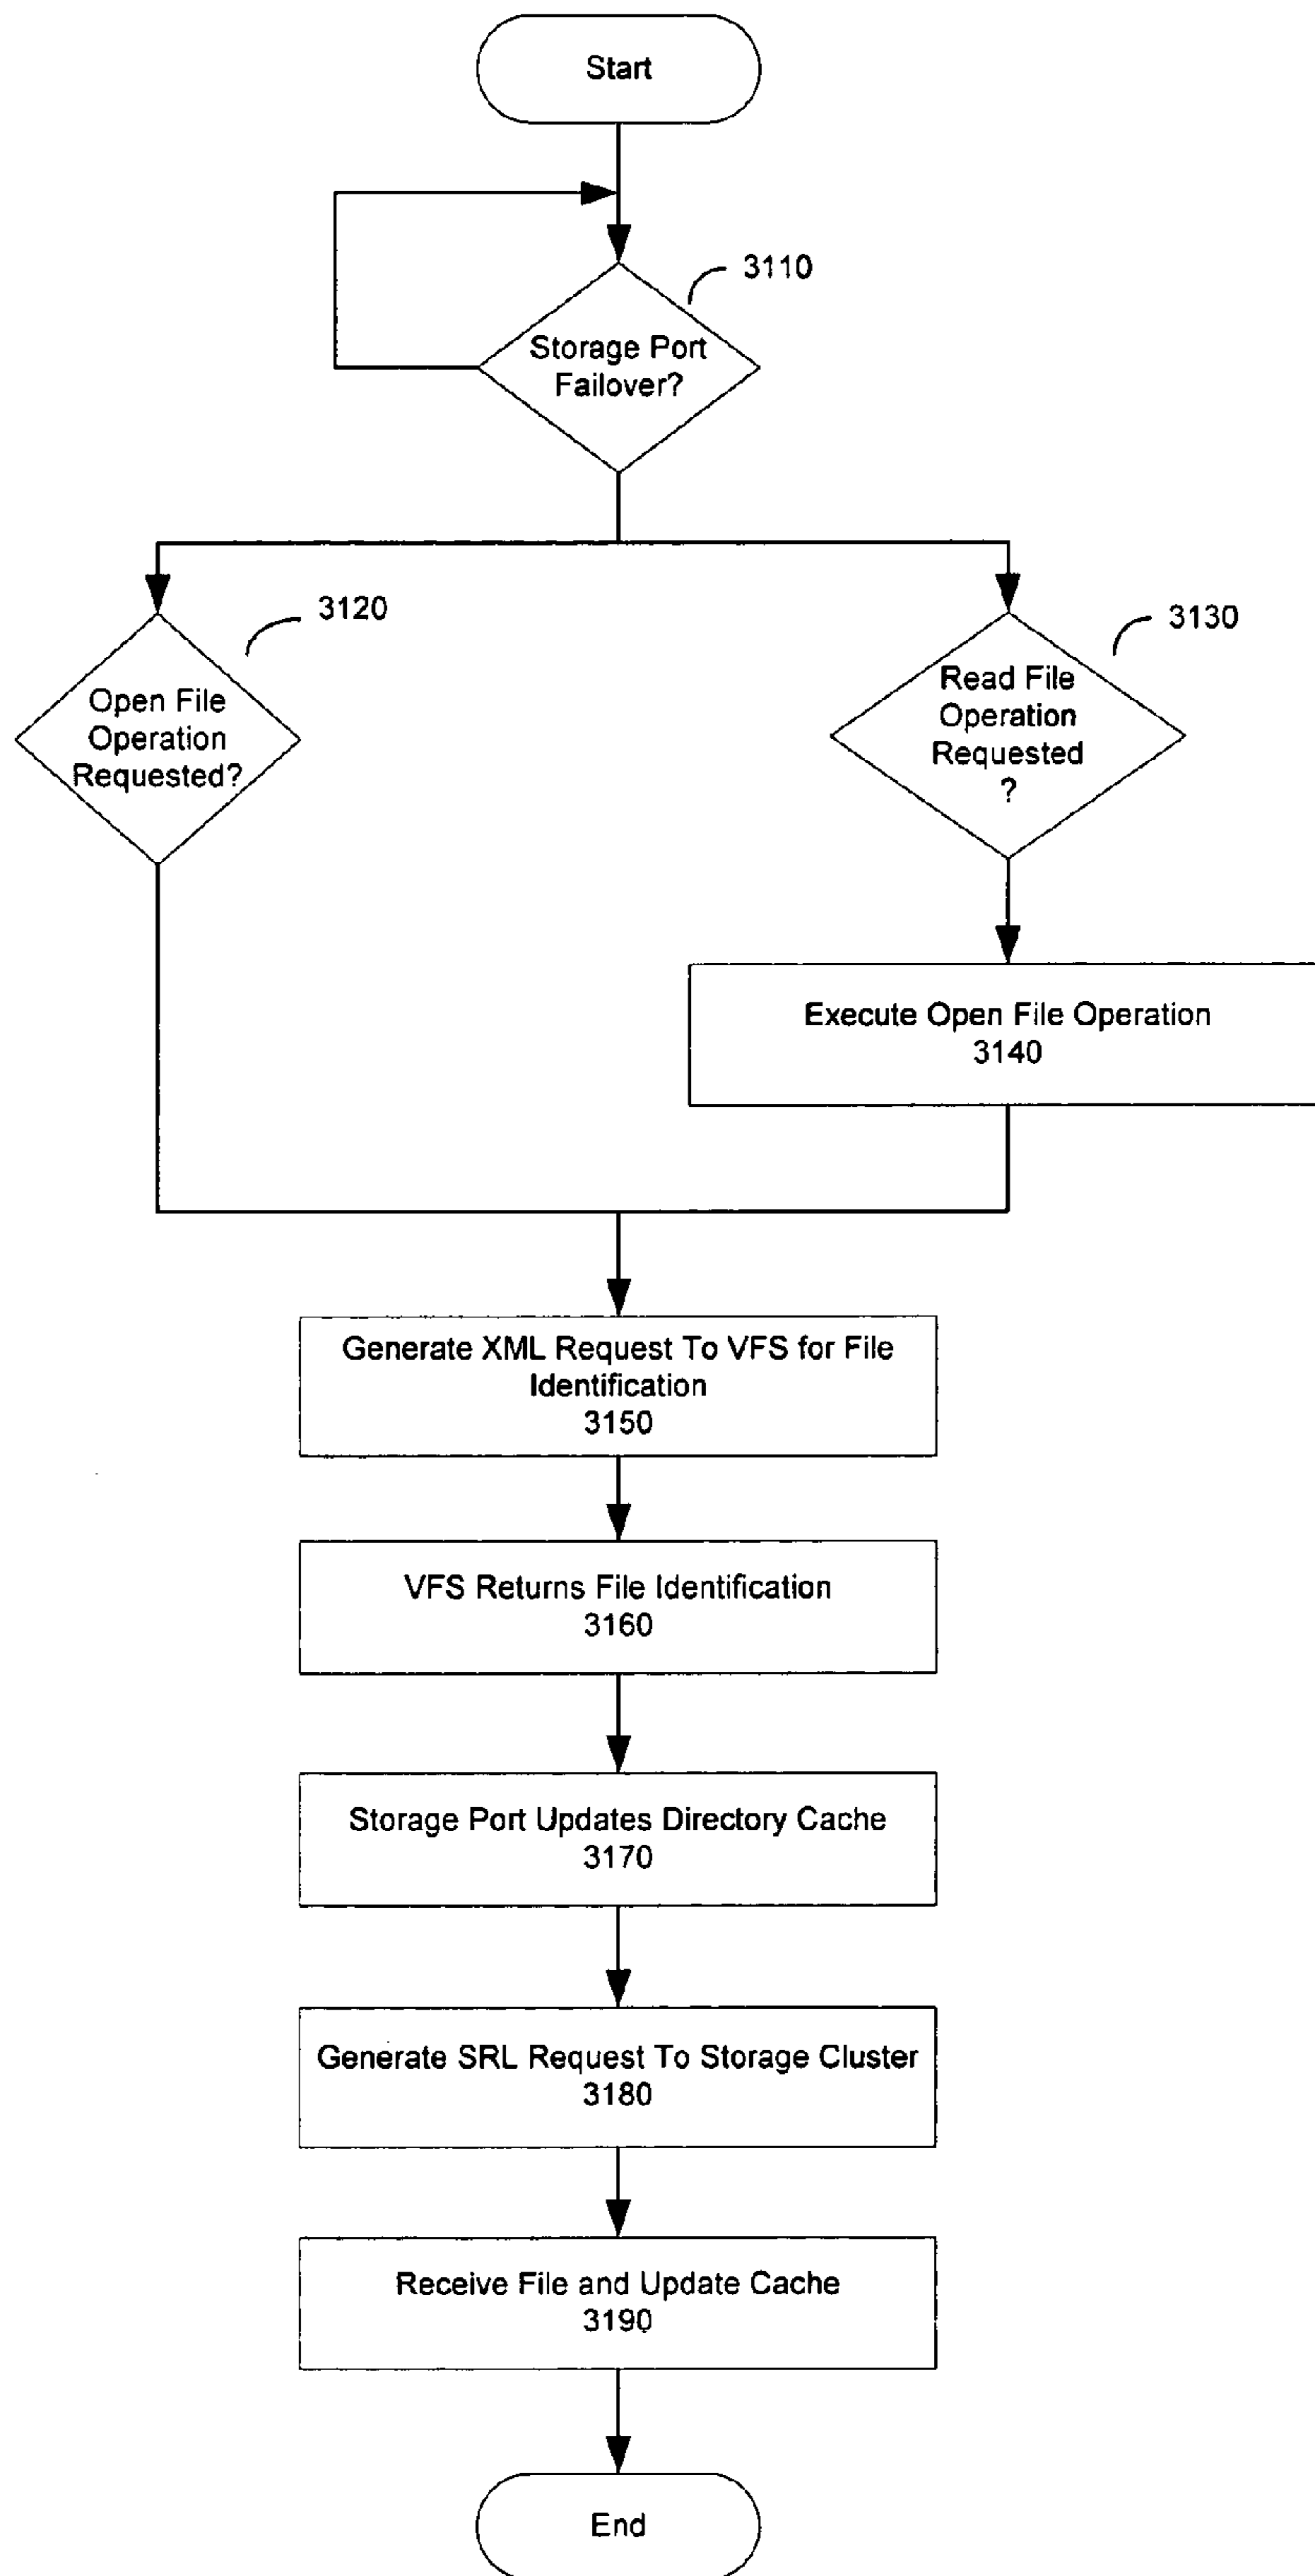 Start
3110
Storage Port
Failover?
3120
3130
Open File
Operation
Requested?
Read File
Operation
Requested
?
Execute Open File Operation
3140
Generate XML Request To VFS for File
Identification
3150
VFS Returns File Identification
3160
Storage Port Updates Directory Cache
3170
Generate SRL Request To Storage Cluster
3180
Receive File and Update Cache
3190
End